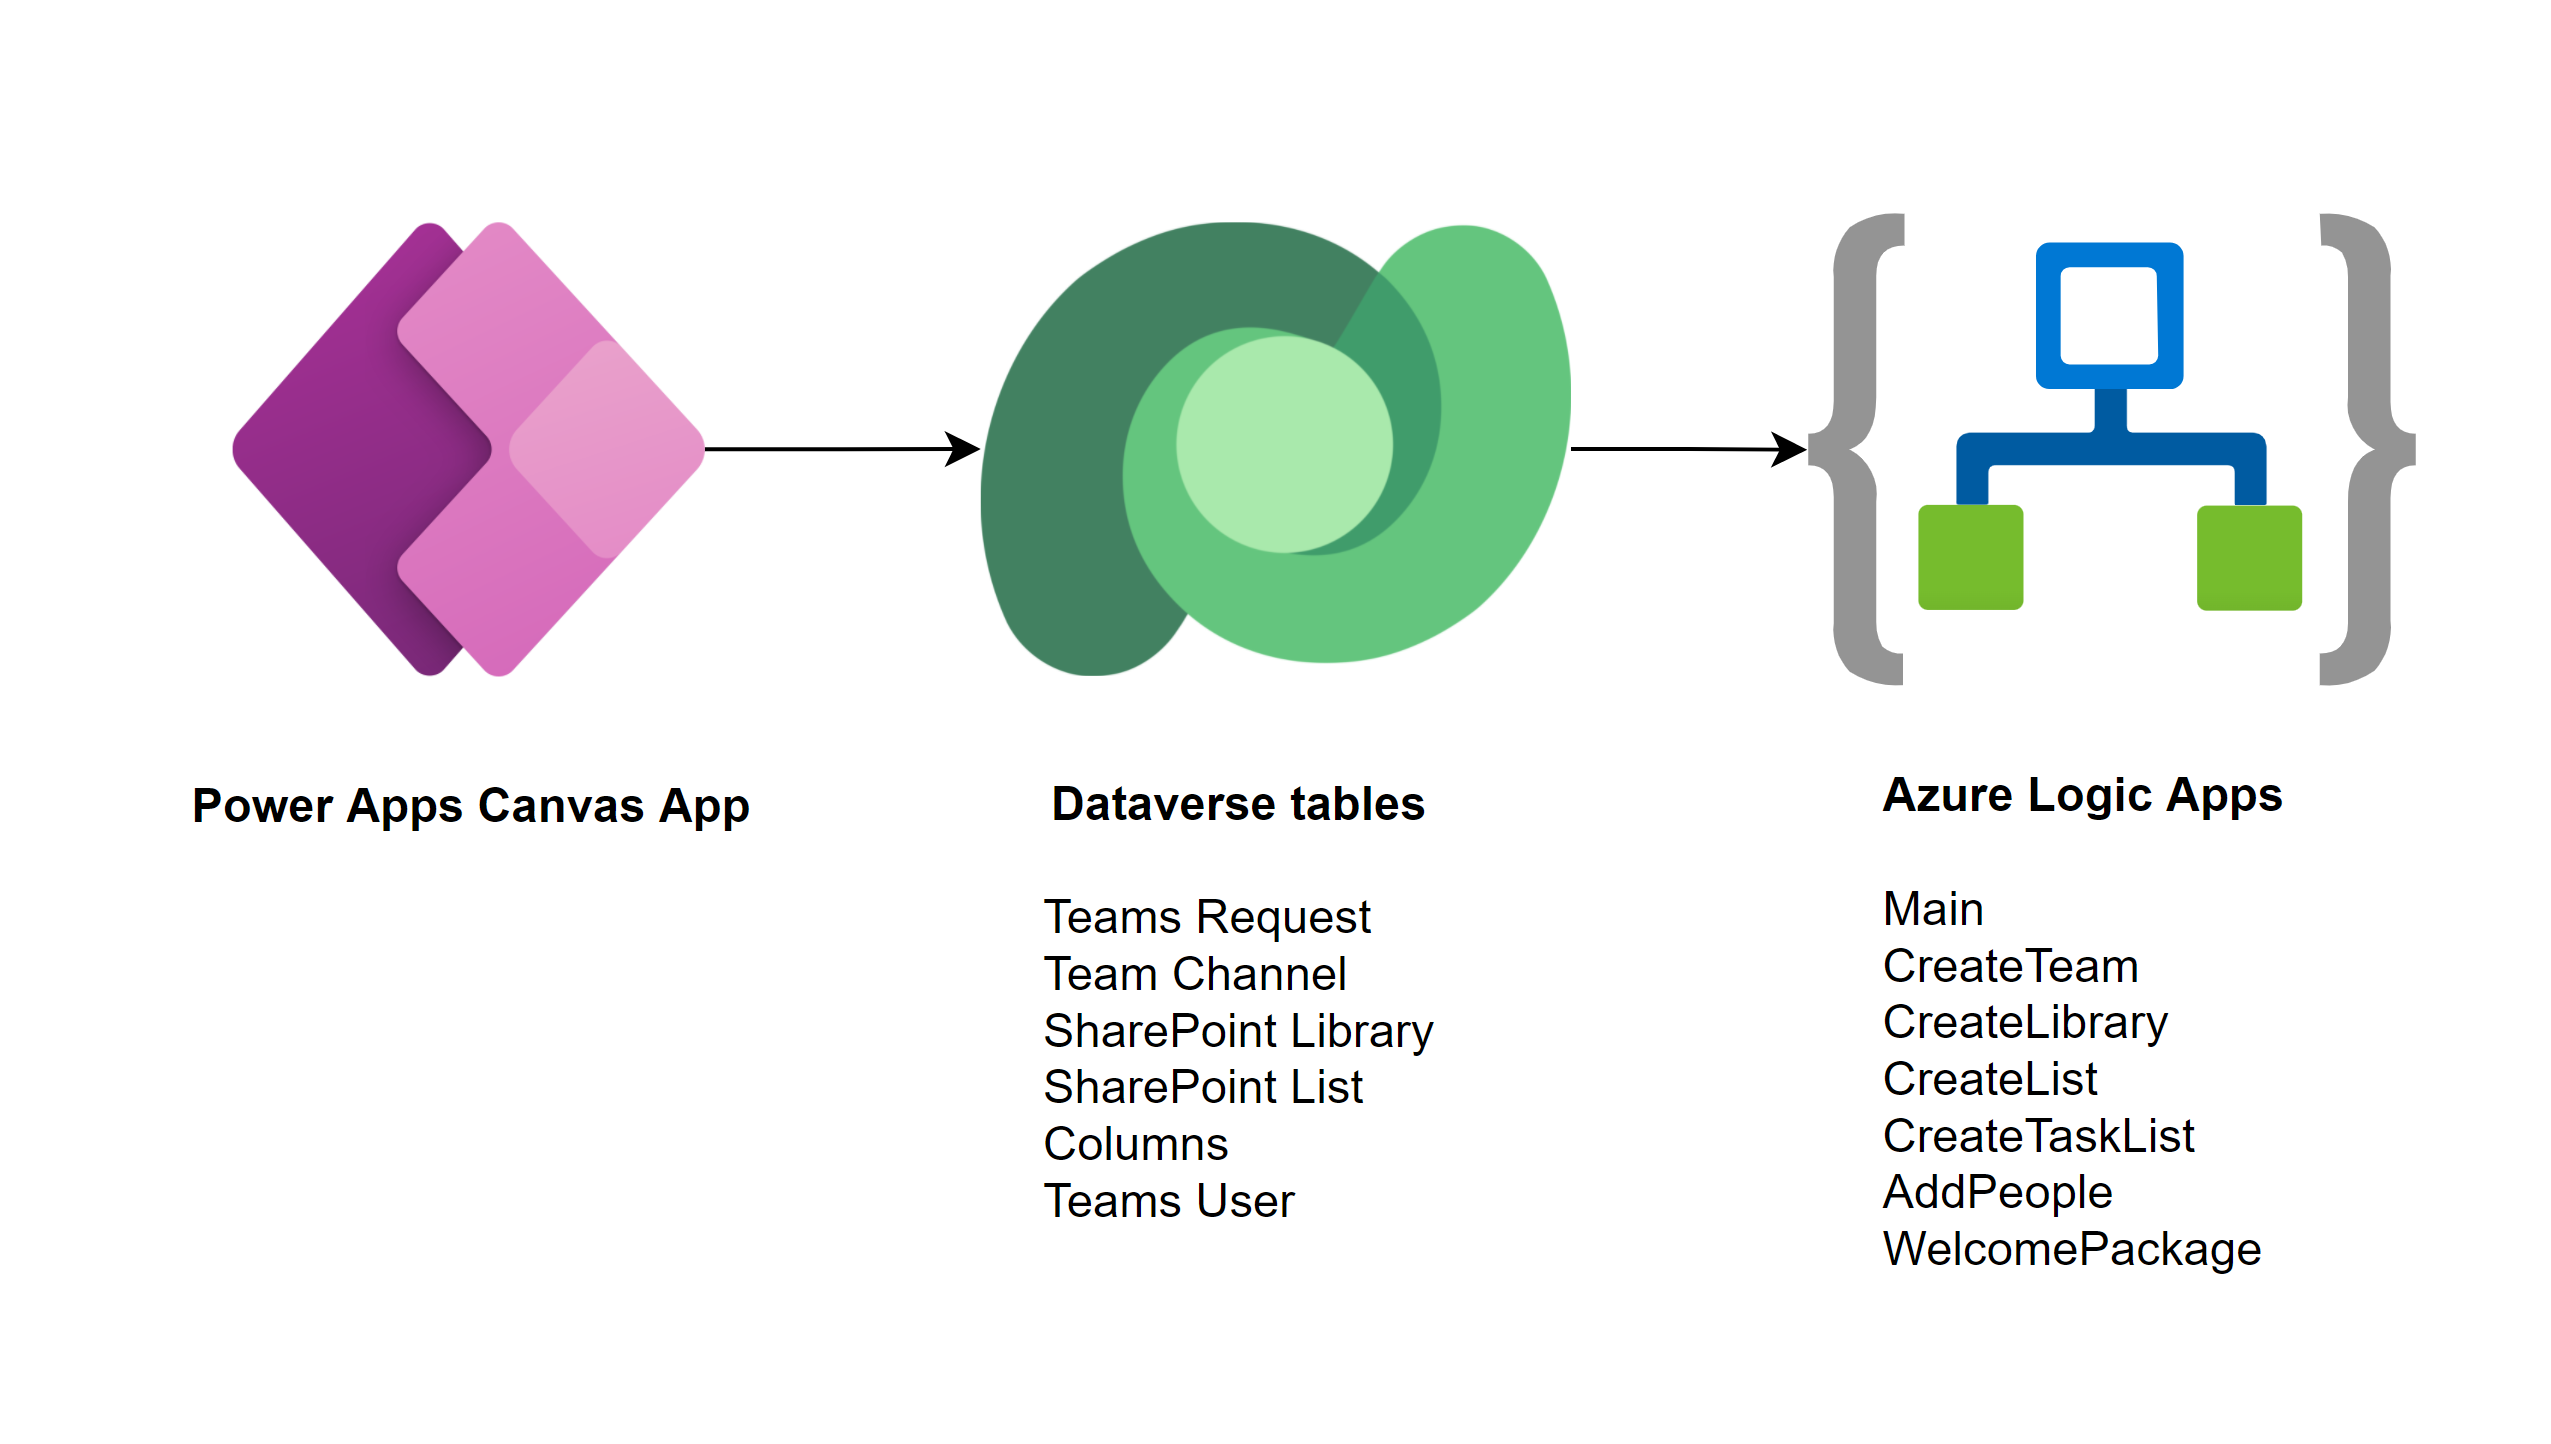 Power Apps Canvas App
Dataverse tables
Teams Request
Team Channel
SharePoint Library
SharePoint List
Columns
Teams User
Azure Logic Apps
Main
CreateTeam
CreateLibrary
CreateList
CreateTaskList
AddPeople
WelcomePackage